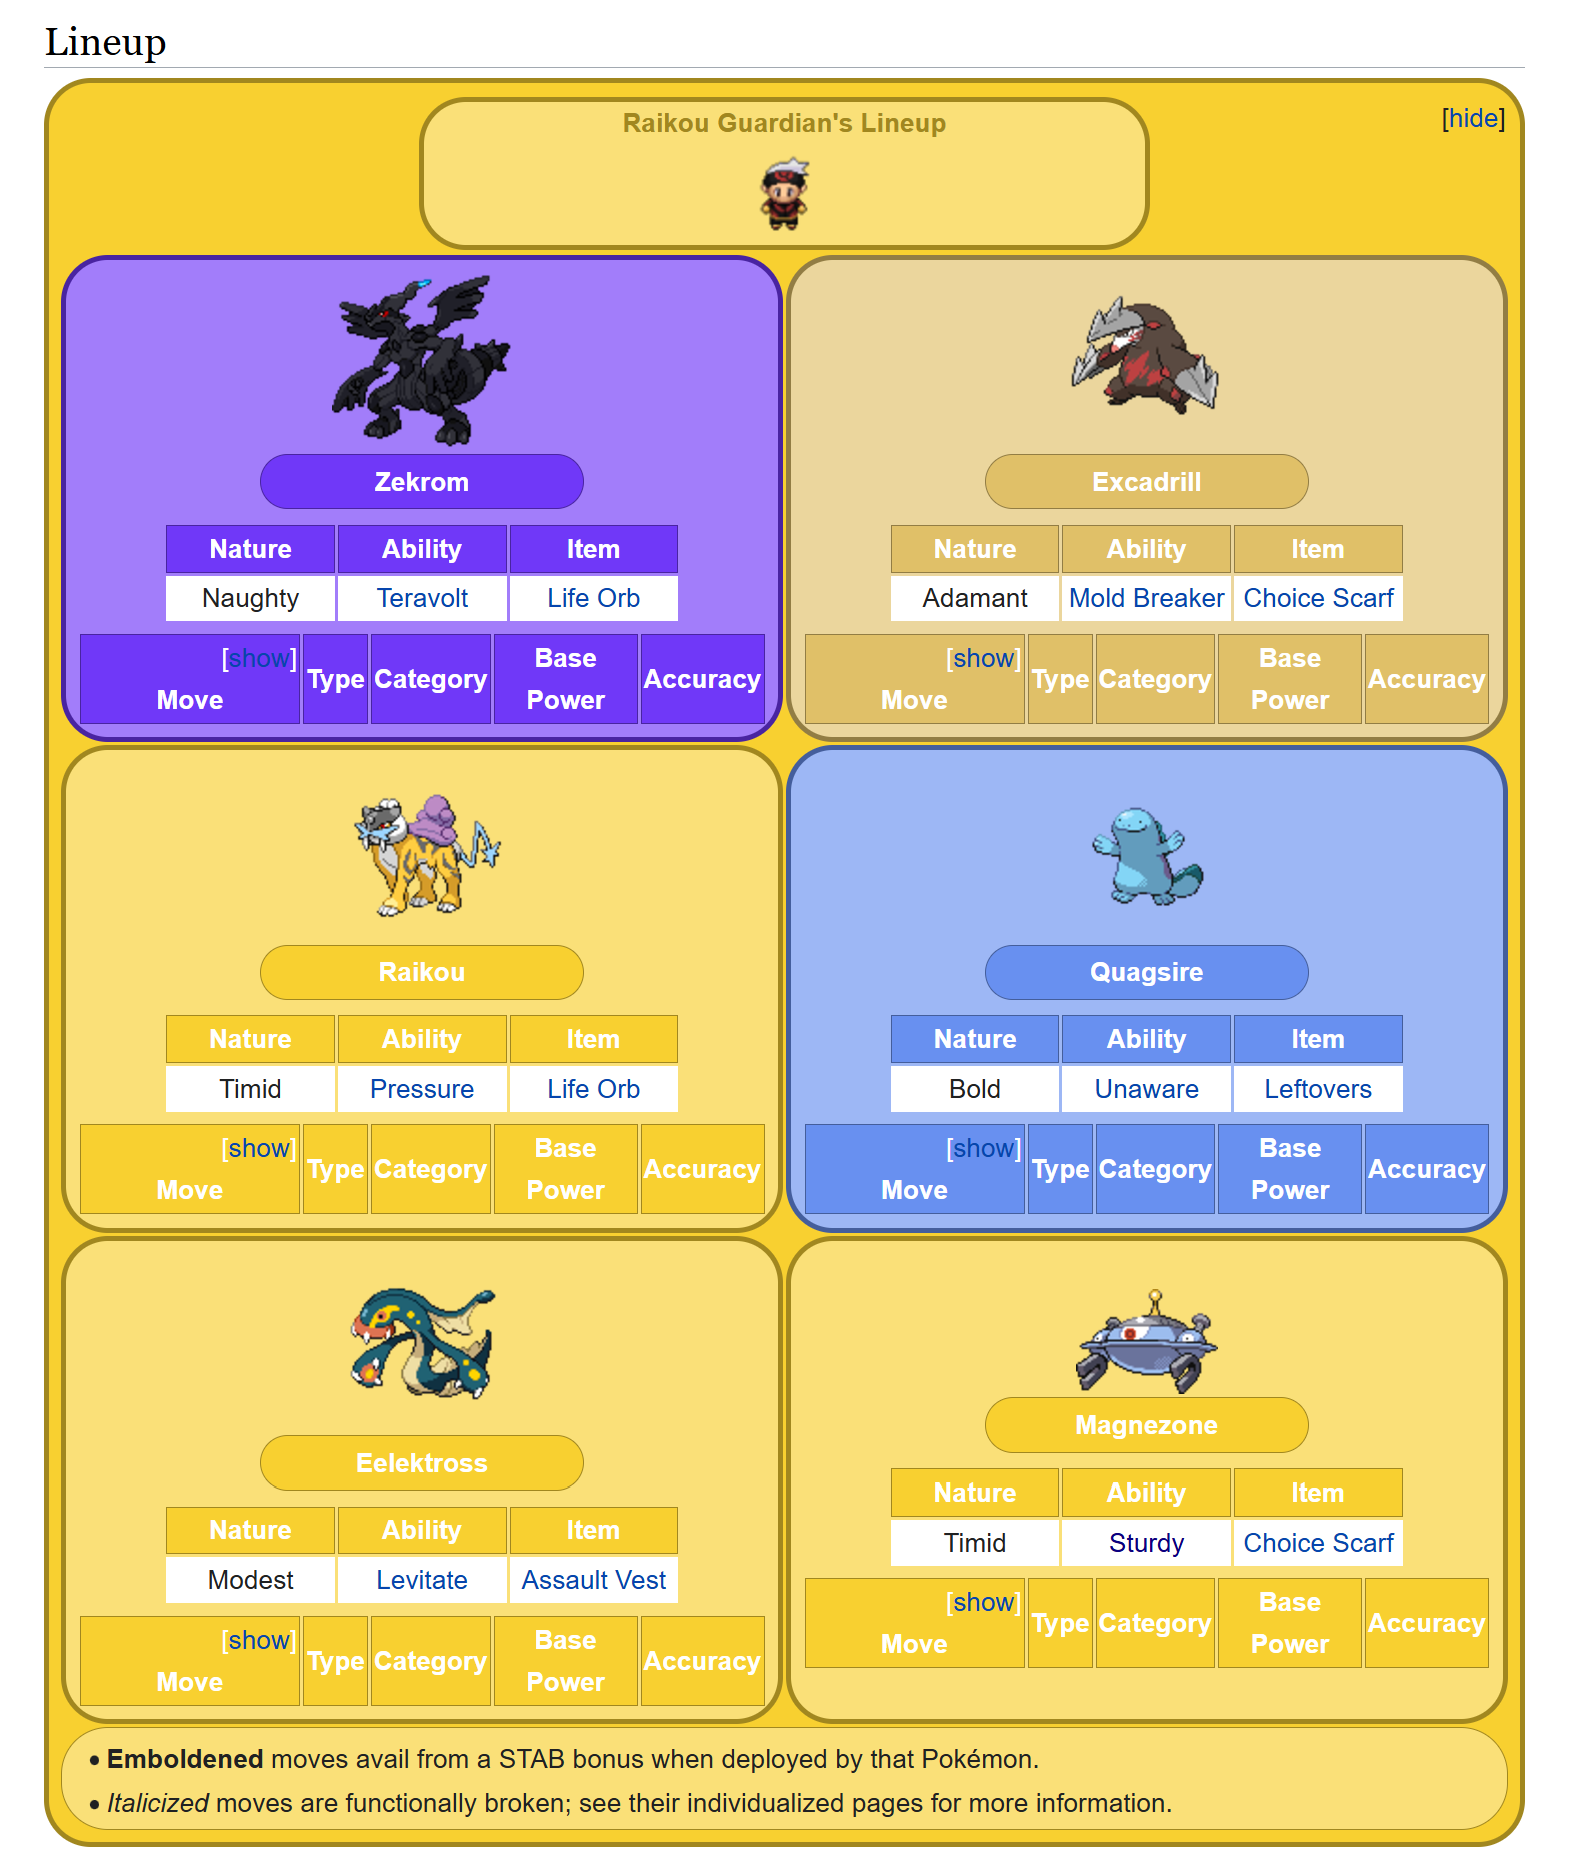 Lineup
Raikou Guardian's Lineup
[hide]
Zekrom
Nature Ability Item
Naughty Teravolt Life Orb
[show]
Move Type Category Base Power Accuracy
Excadrill
Nature Ability Item
Adamant Mold Breaker Choice Scarf
[show]
Move Type Category Base Power Accuracy
Raikou
Nature Ability Item
Timid Pressure Life Orb
[show]
Move Type Category Base Power Accuracy
Quagsire
Nature Ability Item
Bold Unaware Leftovers
[show]
Move Type Category Base Power Accuracy
Eelektross
Nature Ability Item
Modest Levitate Assault Vest
[show]
Move Type Category Base Power Accuracy
Magnezone
Nature Ability Item
Timid Sturdy Choice Scarf
[show]
Move Type Category Base Power Accuracy
• Emboldened moves avail from a STAB bonus when deployed by that Pokémon.
• Italicized moves are functionally broken; see their individualized pages for more information.